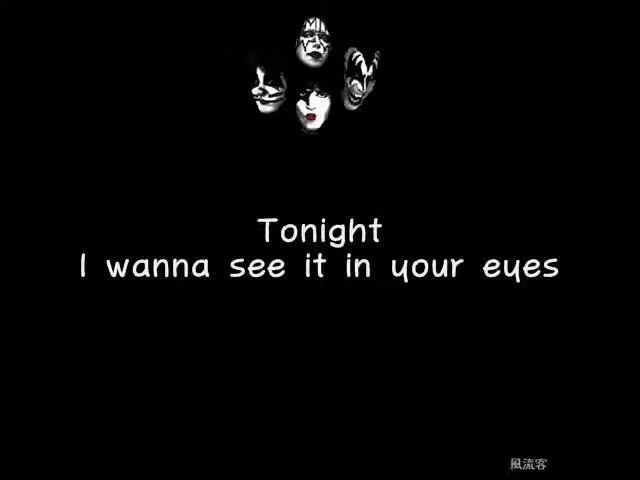 Tonight
I wanna see it in your eyes
風流客